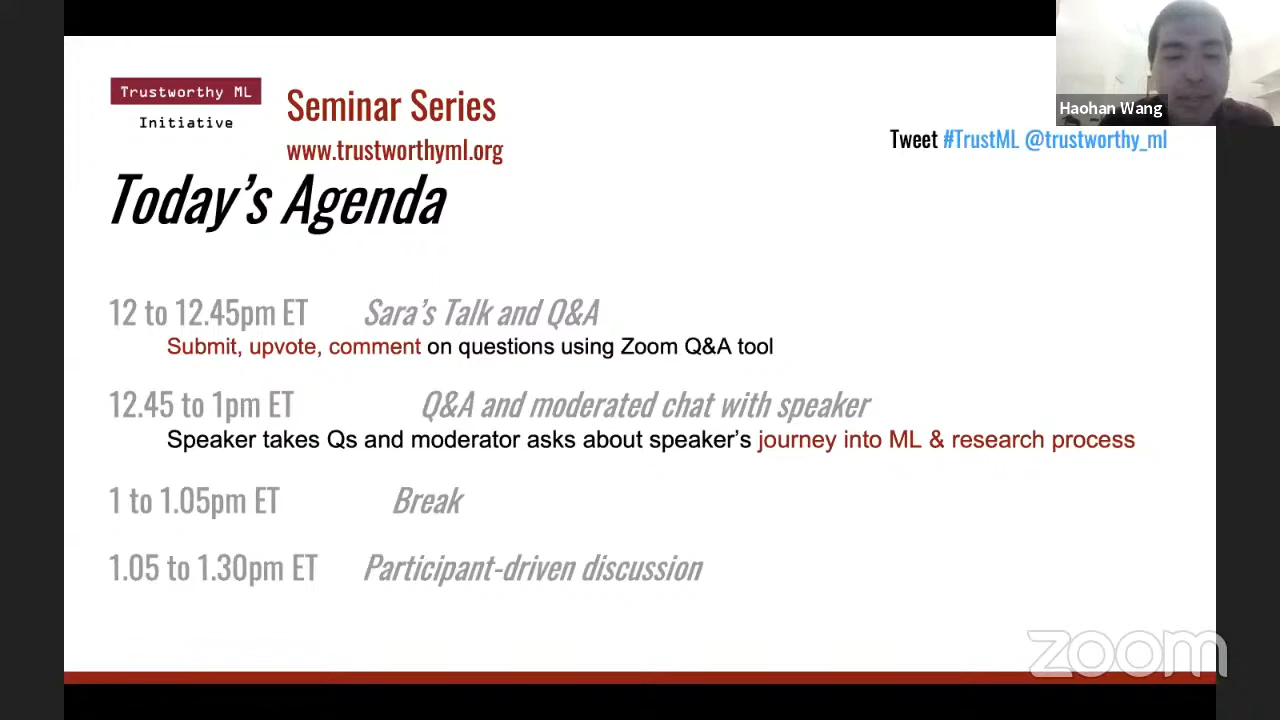 Trustworthy ML
Initiative
Seminar Series
www.trustworthyml.org
Haohan Wang
Tweet #TrustML @trustworthy_ml
Today's Agenda
12 to 12.45pm ET Sara's Talk and Q&A
Submit, upvote, comment on questions using Zoom Q&A tool
12.45 to 1pm ET Q&A and moderated chat with speaker
Speaker takes Qs and moderator asks about speaker's journey into ML & research process
1 to 1.05pm ET Break
1.05 to 1.30pm ET Participant-driven discussion
zoom